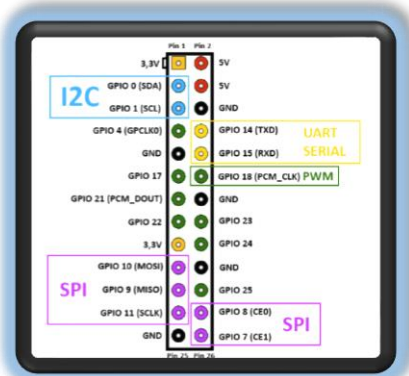 Pin 1 Pin 2
3,3V 5V
GPIO 0 (SDA) 5V
I2C
GPIO 1 (SCL) GND
GPIO 4 (GPCLK0) GPIO 14 (TXD) UART
GND GPIO 15 (RXD) SERIAL
GPIO 17 GPIO 18 (PCM_CLK) PWM
GPIO 21 (PCM_DOUT) GND
GPIO 22 GPIO 23
3,3V GPIO 24
GPIO 10 (MOSI) GND
SPI GPIO 9 (MISO) GPIO 25
GPIO 11 (SCLK) GPIO 8 (CE0) SPI
GND GPIO 7 (CE1)
Pin 25 Pin 26